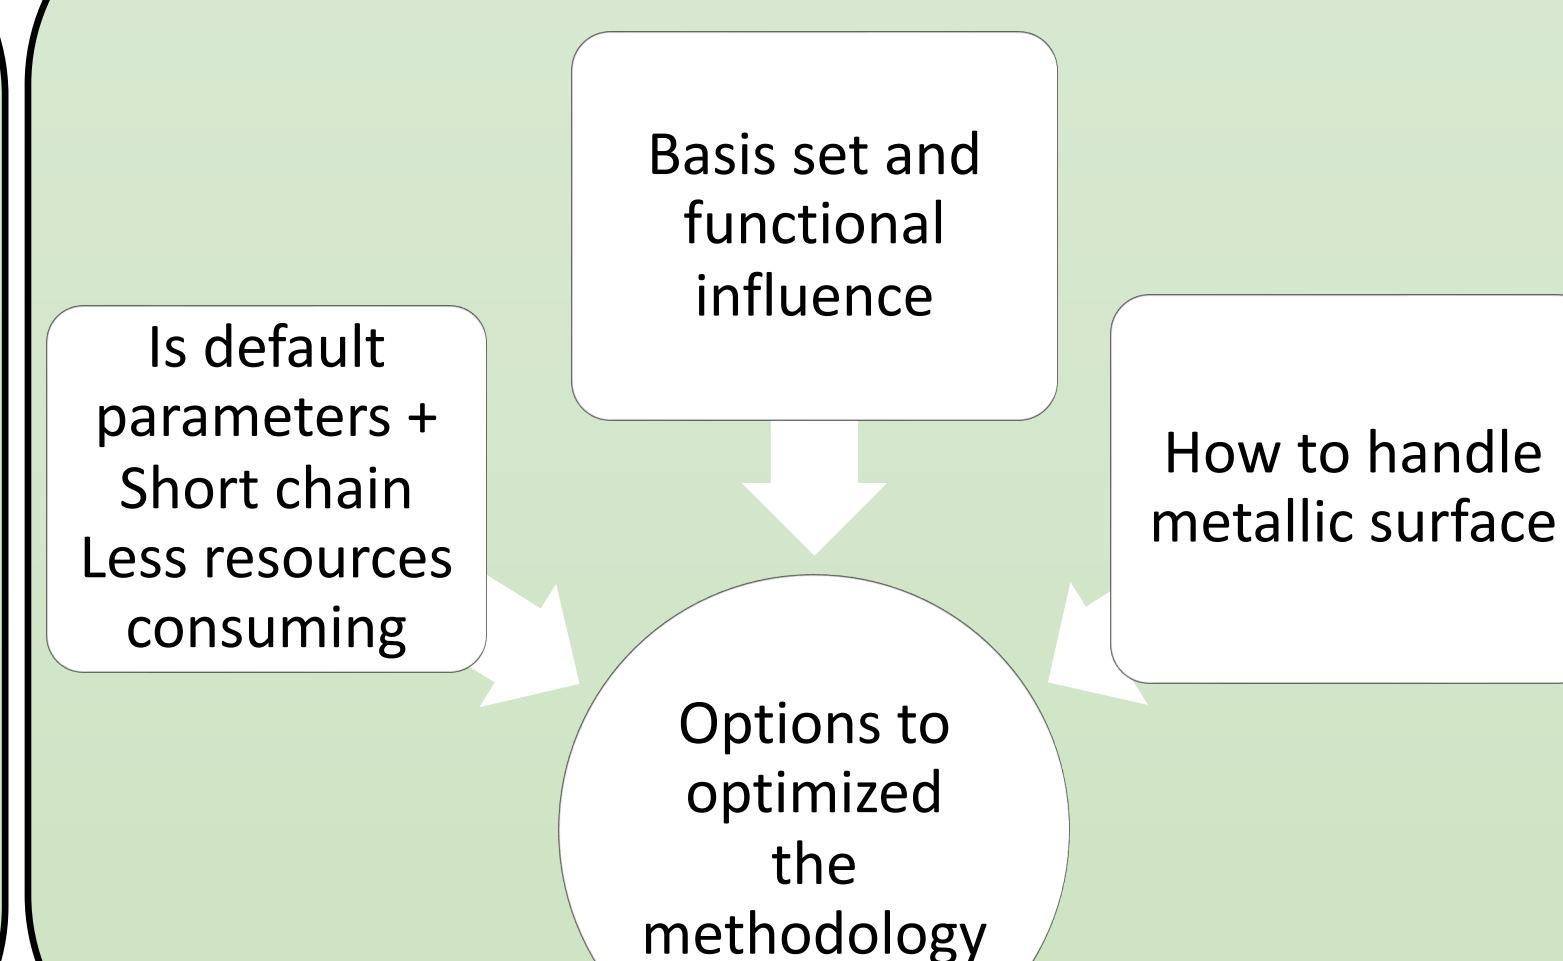 Basis set and
functional
influence
Is default
parameters +
Short chain
Less resources
consuming
How to handle
metallic surface
Options to
optimized
the
methodology